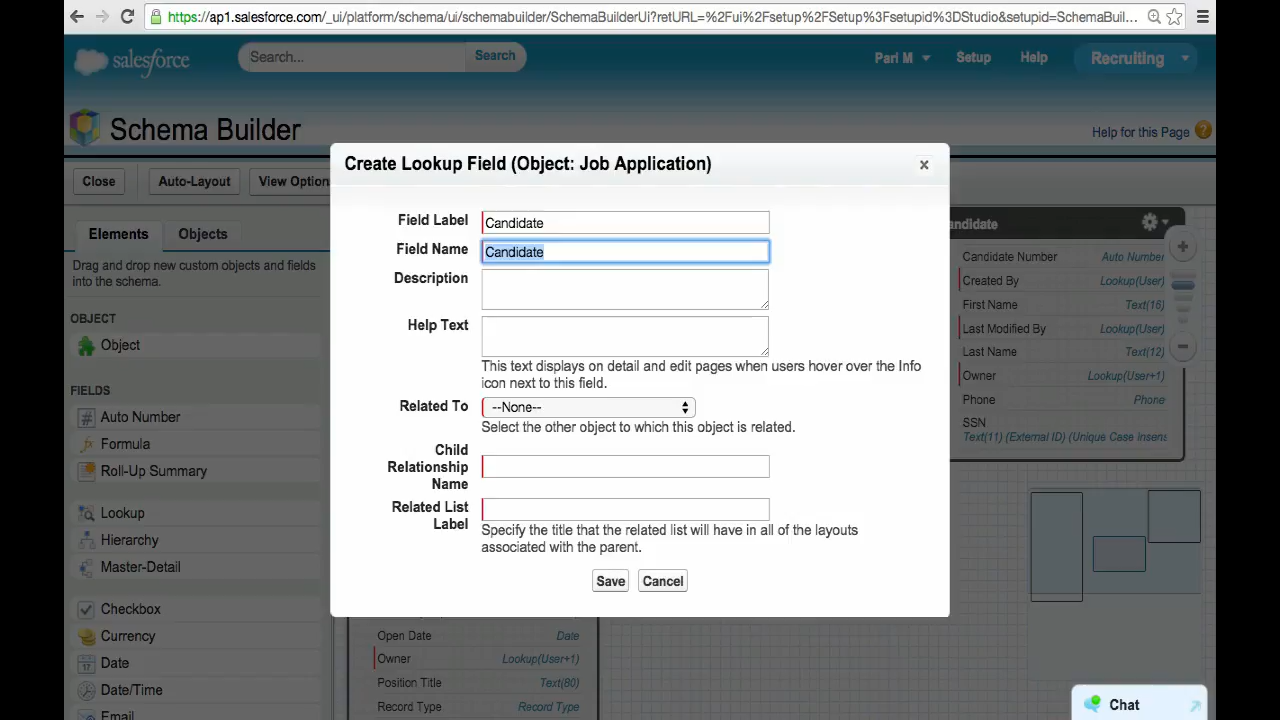 https://ap1.salesforce.com/_ui/platform/schema/ui/schemabuilder/SchemaBuilderUi?retURL=%2Fui%2Fsetup%2FSetup%3Fsetupid%3DStudio&setupid=SchemaBuil...
salesforce
Search...
Search
Pari M
Setup
Help
Recruiting
Schema Builder
Help for this Page
Close
Auto-Layout
View Option
Elements
Objects
Drag and drop new custom objects and fields
into the schema.
OBJECT
Object
FIELDS
Auto Number
Formula
Roll-Up Summary
Lookup
Hierarchy
Master-Detail
Checkbox
Currency
Date
Date/Time
Email
Create Lookup Field (Object: Job Application)
Field Label Candidate
Field Name Candidate
Description
Help Text
This text displays on detail and edit pages when users hover over the Info
icon next to this field.
Related To --None--
Select the other object to which this object is related.
Child
Relationship
Name
Related List
Label
Specify the title that the related list will have in all of the layouts
associated with the parent.
Save
Cancel
andidate
Candidate Number Auto Number
Created By Lookup(User)
First Name Text(16)
Last Modified By Lookup(User)
Last Name Text(12)
Owner Lookup(User+1)
Phone Phone
SSN
Text(11) (External ID) (Unique Case Insens
Open Date Date
Owner Lookup(User+1)
Position Title Text(80)
Record Type Record Type
Chat